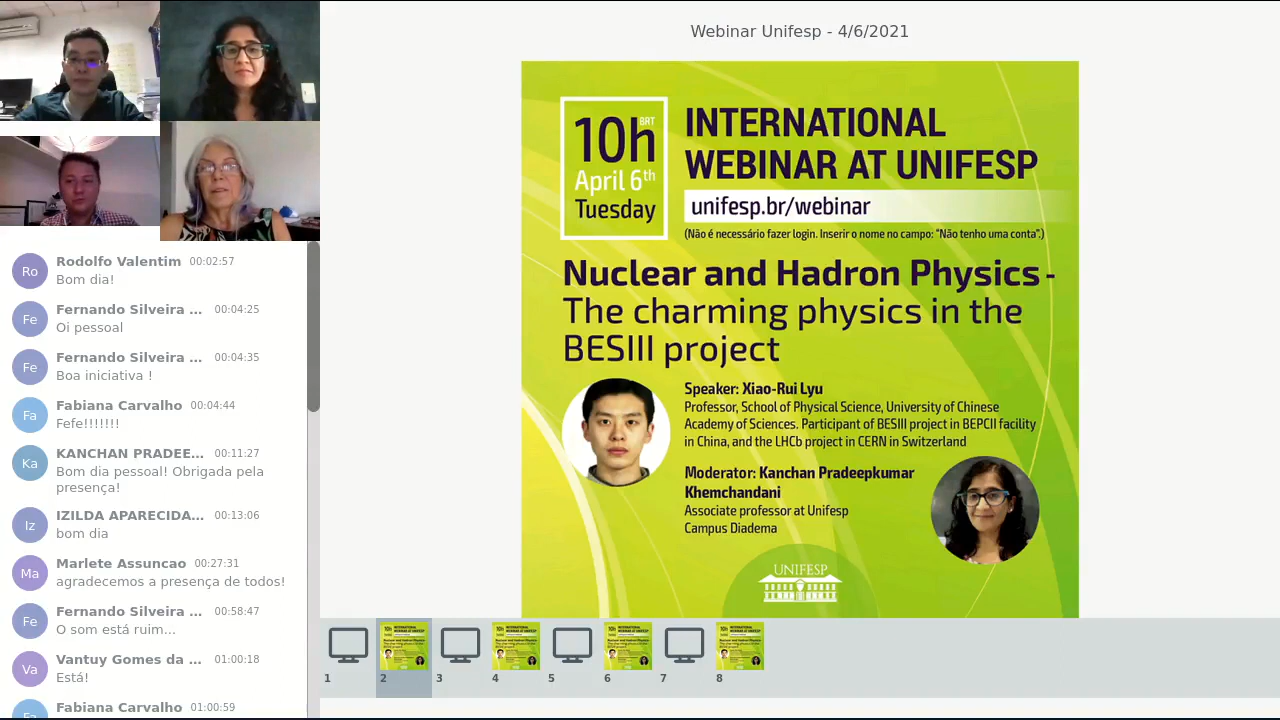 Webinar Unifesp - 4/6/2021
10h BRT
April 6th
Tuesday
INTERNATIONAL
WEBINAR AT UNIFESP
unifesp.br/webinar
(Não é necessário fazer login. Inserir o nome no campo: "Não tenho uma conta".)
Nuclear and Hadron Physics -
The charming physics in the
BESIII project
Speaker: Xiao-Rui Lyu
Professor, School of Physical Science, University of Chinese
Academy of Sciences. Participant of BESIII project in BEPCII facility
in China, and the LHCb project in CERN in Switzerland
Moderator: Kanchan Pradeepkumar
Khemchandani
Associate professor at Unifesp
Campus Diadema
UNIFESP
Ro Rodolfo Valentim 00:02:57
Bom dia!
Fe Fernando Silveira ... 00:04:25
Oi pessoal
Fe Fernando Silveira ... 00:04:35
Boa iniciativa !
Fa Fabiana Carvalho 00:04:44
Fefe!!!!!!!
Ka KANCHAN PRADEE... 00:11:27
Bom dia pessoal! Obrigada pela
presença!
Iz IZILDA APARECIDA... 00:13:06
bom dia
Ma Marlete Assuncao 00:27:31
agradecemos a presença de todos!
Fe Fernando Silveira ... 00:58:47
O som está ruim...
Va Vantuy Gomes da ... 01:00:18
Está!
Fa Fabiana Carvalho 01:00:59
1 2 3 4 5 6 7 8